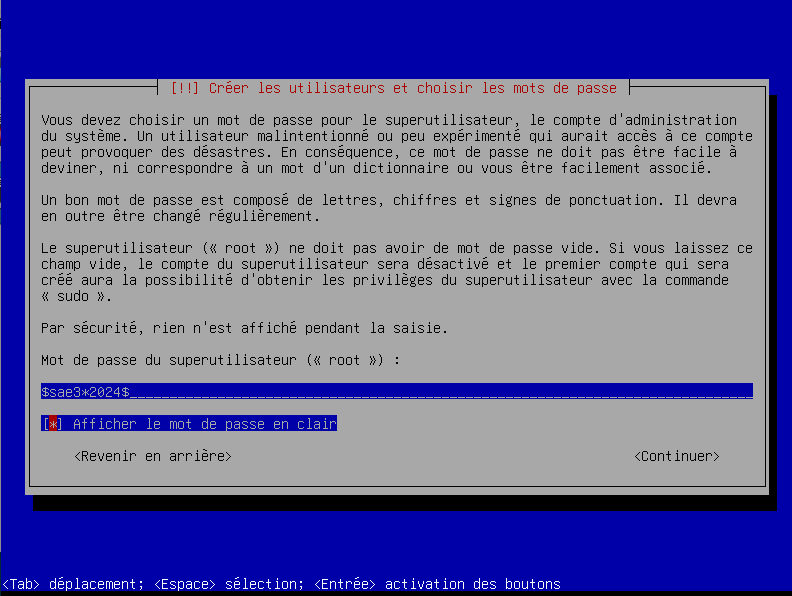 [!!] Créer les utilisateurs et choisir les mots de passe
Vous devez choisir un mot de passe pour le superutilisateur, le compte d'administration
du système. Un utilisateur malintentionné ou peu expérimenté qui aurait accès à ce compte
peut provoquer des désastres. En conséquence, ce mot de passe ne doit pas être facile à
deviner, ni correspondre à un mot d'un dictionnaire ou vous être facilement associé.
Un bon mot de passe est composé de lettres, chiffres et signes de ponctuation. Il devra
en outre être changé régulièrement.
Le superutilisateur (« root ») ne doit pas avoir de mot de passe vide. Si vous laissez ce
champ vide, le compte du superutilisateur sera désactivé et le premier compte qui sera
créé aura la possibilité d'obtenir les privilèges du superutilisateur avec la commande
« sudo ».
Par sécurité, rien n'est affiché pendant la saisie.
Mot de passe du superutilisateur (« root ») :
$sae3*2024$
[*] Afficher le mot de passe en clair
<Revenir en arrière> <Continuer>
<Tab> déplacement; <Espace> sélection; <Entrée> activation des boutons